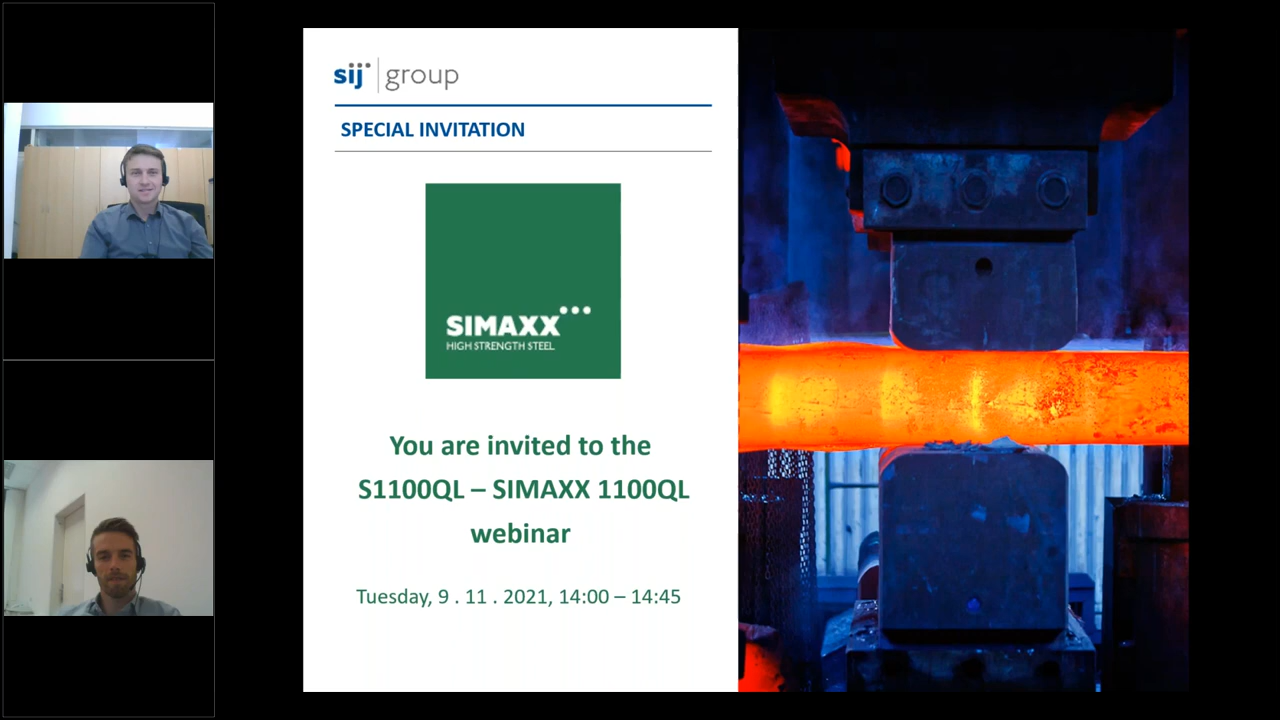 sij group
SPECIAL INVITATION
SIMAXX
HIGH STRENGTH STEEL
You are invited to the
S1100QL – SIMAXX 1100QL
webinar
Tuesday, 9 . 11 . 2021, 14:00 – 14:45